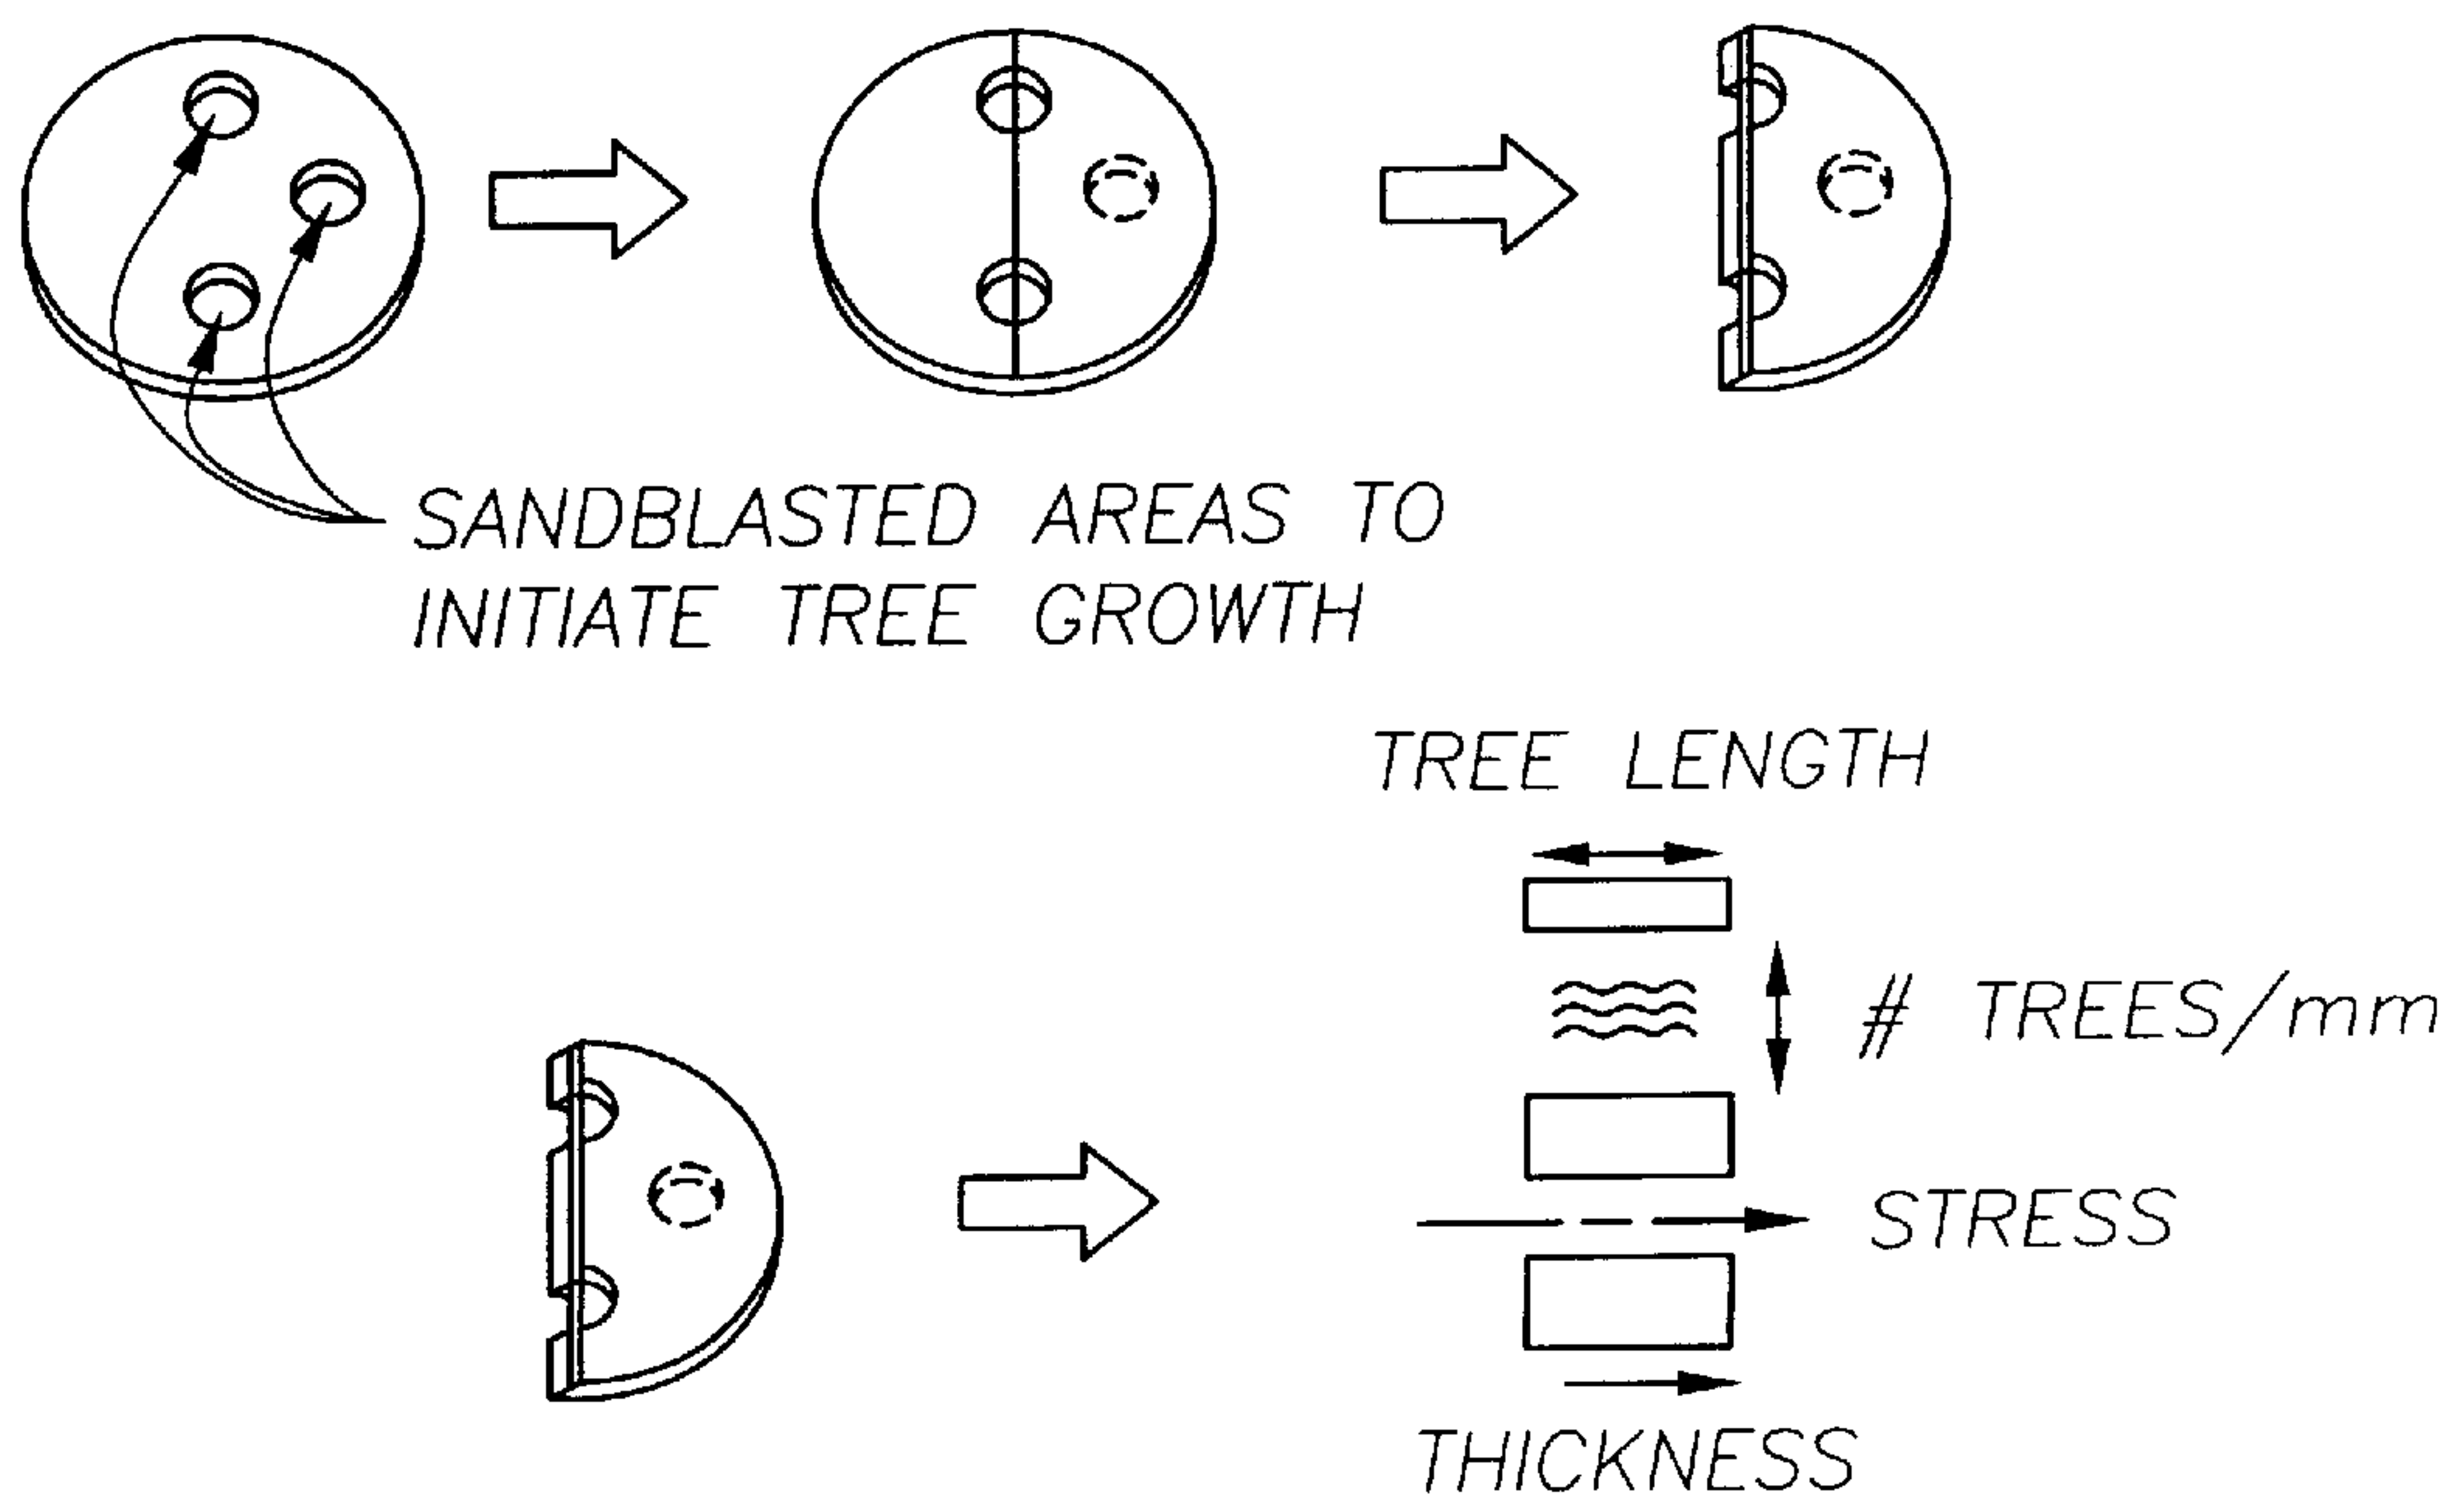 SANDBLASTED AREAS TO
INITIATE TREE GROWTH
TREE LENGTH
# TREES/mm
STRESS
THICKNESS